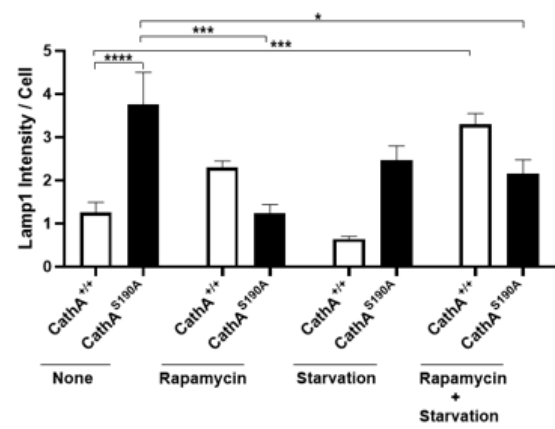 *
***
***
****
Lamp1 Intensity / Cell
5
4
3
2
1
0
CathA+/+
CathAS190A
CathA+/+
CathAS190A
CathA+/+
CathAS190A
CathA+/+
CathAS190A
None
Rapamycin
Starvation
Rapamycin
+
Starvation